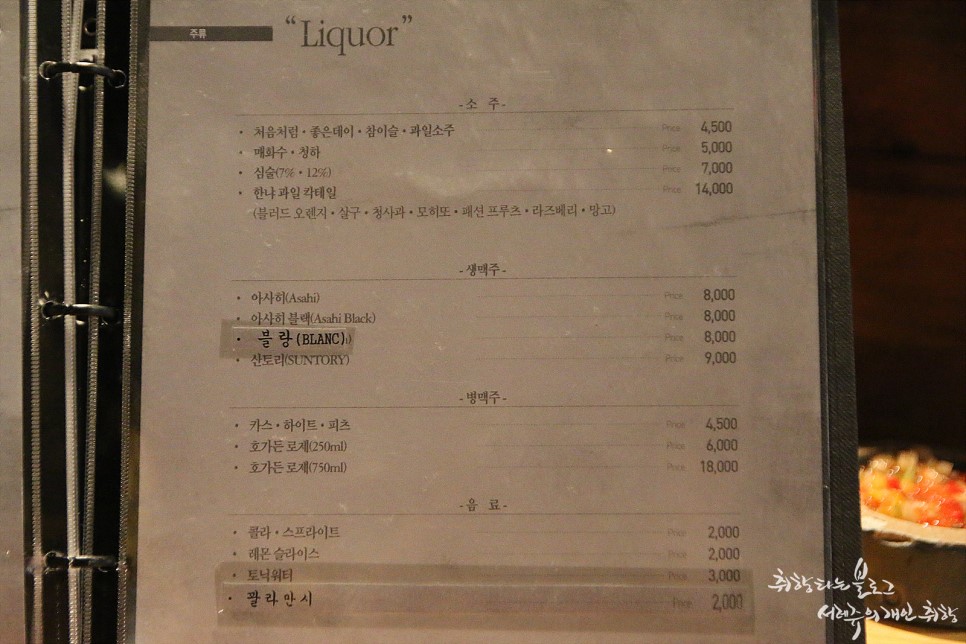 주류
“Liquor”
- 소 주 -
• 처음처럼 • 좋은데이 • 참이슬 • 과일소주 Price 4,500
• 매화수 • 청하 Price 5,000
• 심술(7% • 12%) Price 7,000
• 한냐 과일 칵테일 Price 14,000
(블러드 오렌지 • 살구 • 청사과 • 모히또 • 패션 프루츠 • 라즈베리 • 망고)
- 생맥주 -
• 아사히(Asahi) Price 8,000
• 아사히 블랙(Asahi Black) Price 8,000
• 블랑(BLANC) Price 8,000
• 산토리(SUNTORY) Price 9,000
- 병맥주 -
• 카스 • 하이트 • 피츠 Price 4,500
• 호가든 로제(250ml) Price 6,000
• 호가든 로제(750ml) Price 18,000
- 음 료 -
• 콜라 • 스프라이트 Price 2,000
• 레몬 슬라이스 Price 2,000
• 토닉워터 Price 3,000
• 깔라만시 Price 2,000
취향타는 블로그
서레쥬의 개인 취향